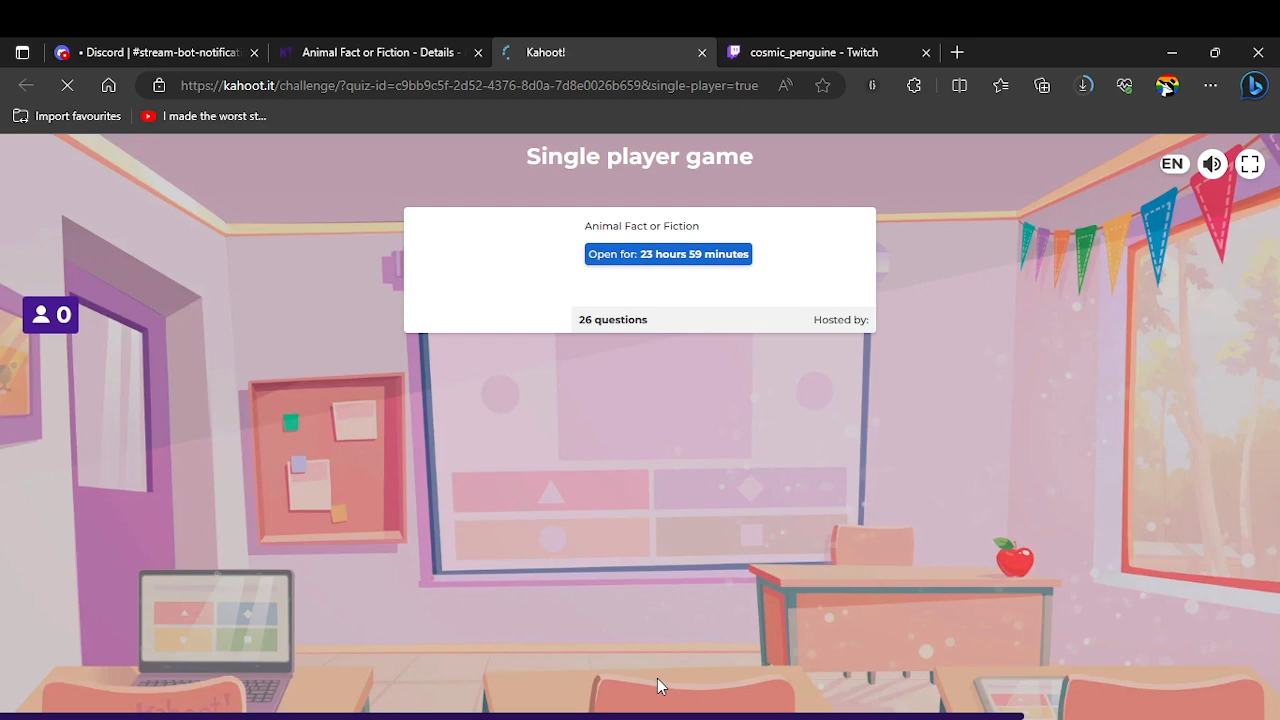 • Discord | #stream-bot-notificati
Animal Fact or Fiction - Details -
Kahoot!
cosmic_penguine - Twitch
https://kahoot.it/challenge/?quiz-id=c9bb9c5f-2d52-4376-8d0a-7d8e0026b659&single-player=true
Import favourites
I made the worst st...
Single player game
EN
Animal Fact or Fiction
Open for: 23 hours 59 minutes
0
26 questions
Hosted by:
Kahoot!